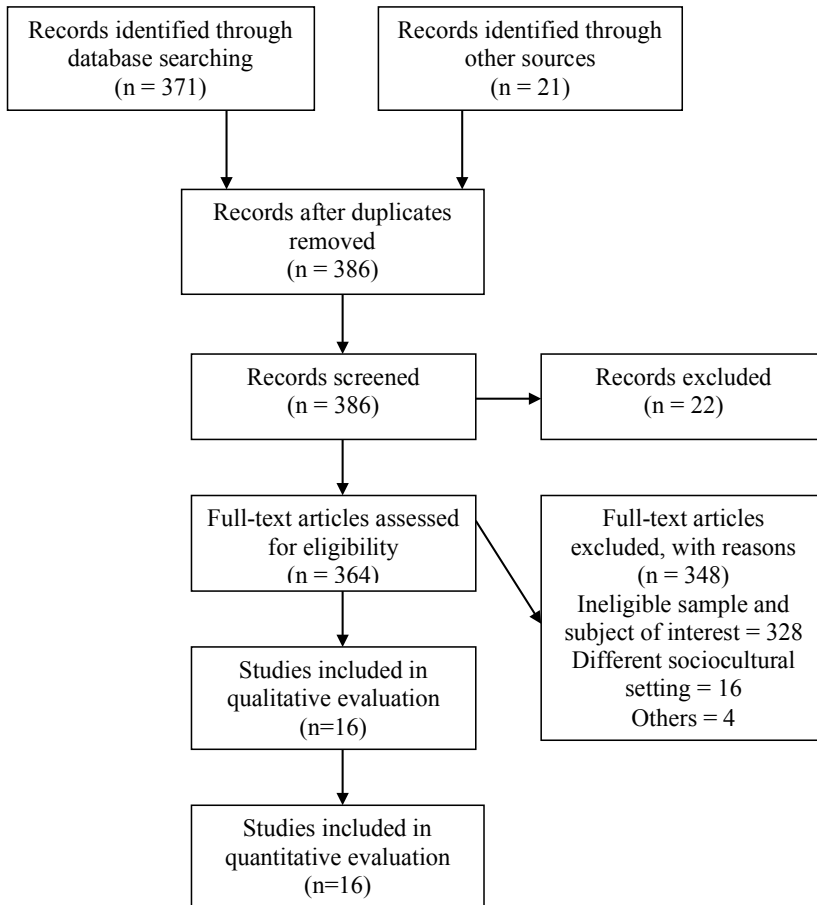 Records identified through
database searching
(n = 371)
Records identified through
other sources
(n = 21)
Records after duplicates
removed
(n = 386)
Records screened
(n = 386)
Records excluded
(n = 22)
Full-text articles assessed
for eligibility
(n = 364)
Full-text articles
excluded, with reasons
(n = 348)
Ineligible sample and
subject of interest = 328
Different sociocultural
setting = 16
Others = 4
Studies included in
qualitative evaluation
(n=16)
Studies included in
quantitative evaluation
(n=16)